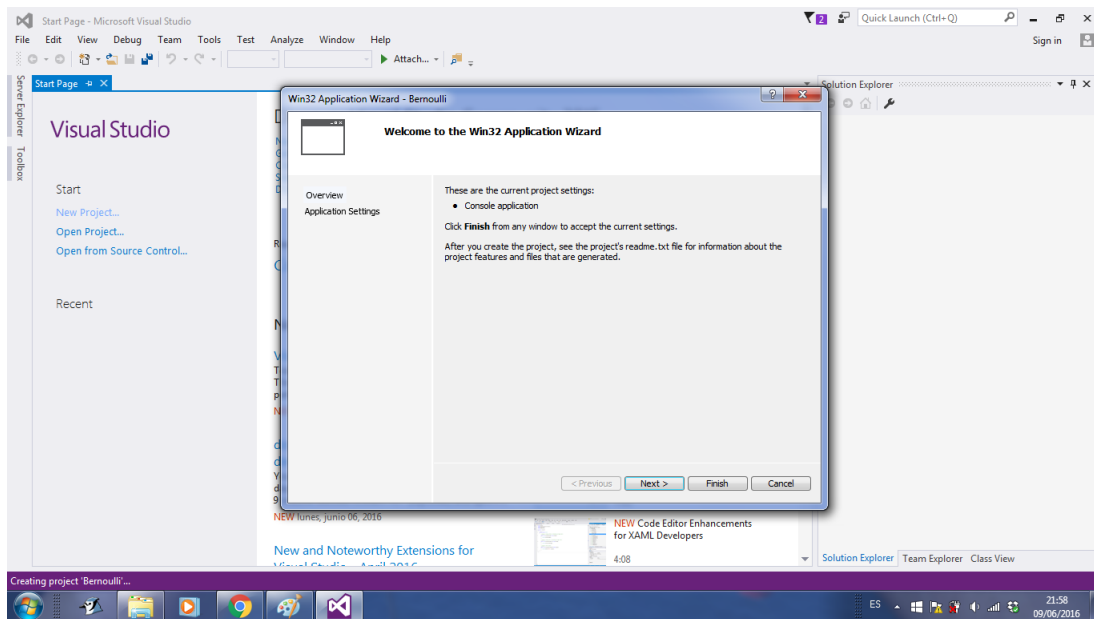 Start Page - Microsoft Visual Studio
2
Quick Launch (Ctrl+Q)
File Edit View Debug Team Tools Test Analyze Window Help
Sign in
Attach...
Server Explorer
Toolbox
Start Page
Solution Explorer
Visual Studio
Start
New Project...
Open Project...
Open from Source Control...
Recent
Win32 Application Wizard - Bernoulli
Welcome to the Win32 Application Wizard
Overview
Application Settings
These are the current project settings:
• Console application
Click Finish from any window to accept the current settings.
After you create the project, see the project's readme.txt file for information about the
project features and files that are generated.
< Previous Next > Finish Cancel
NEW lunes, junio 06, 2016
New and Noteworthy Extensions for
Visual Studio - April 2016
NEW Code Editor Enhancements
for XAML Developers
4:08
Solution Explorer Team Explorer Class View
Creating project 'Bernoulli'...
ES
21:58
09/06/2016